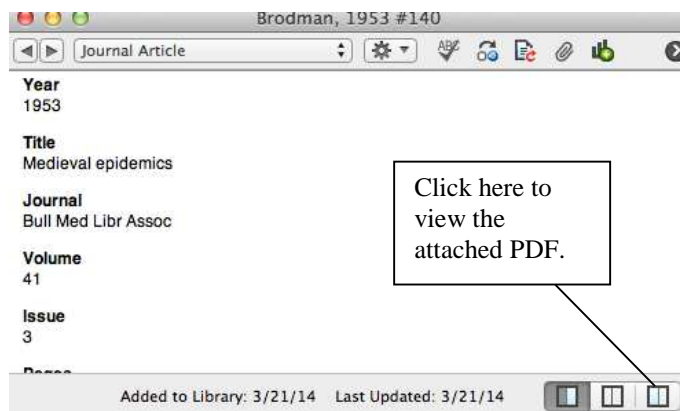 Brodman, 1953 #140
Journal Article
ABC
Year
1953
Title
Medieval epidemics
Journal
Bull Med Libr Assoc
Volume
41
Issue
3
Click here to
view the
attached PDF.
Added to Library: 3/21/14 Last Updated: 3/21/14